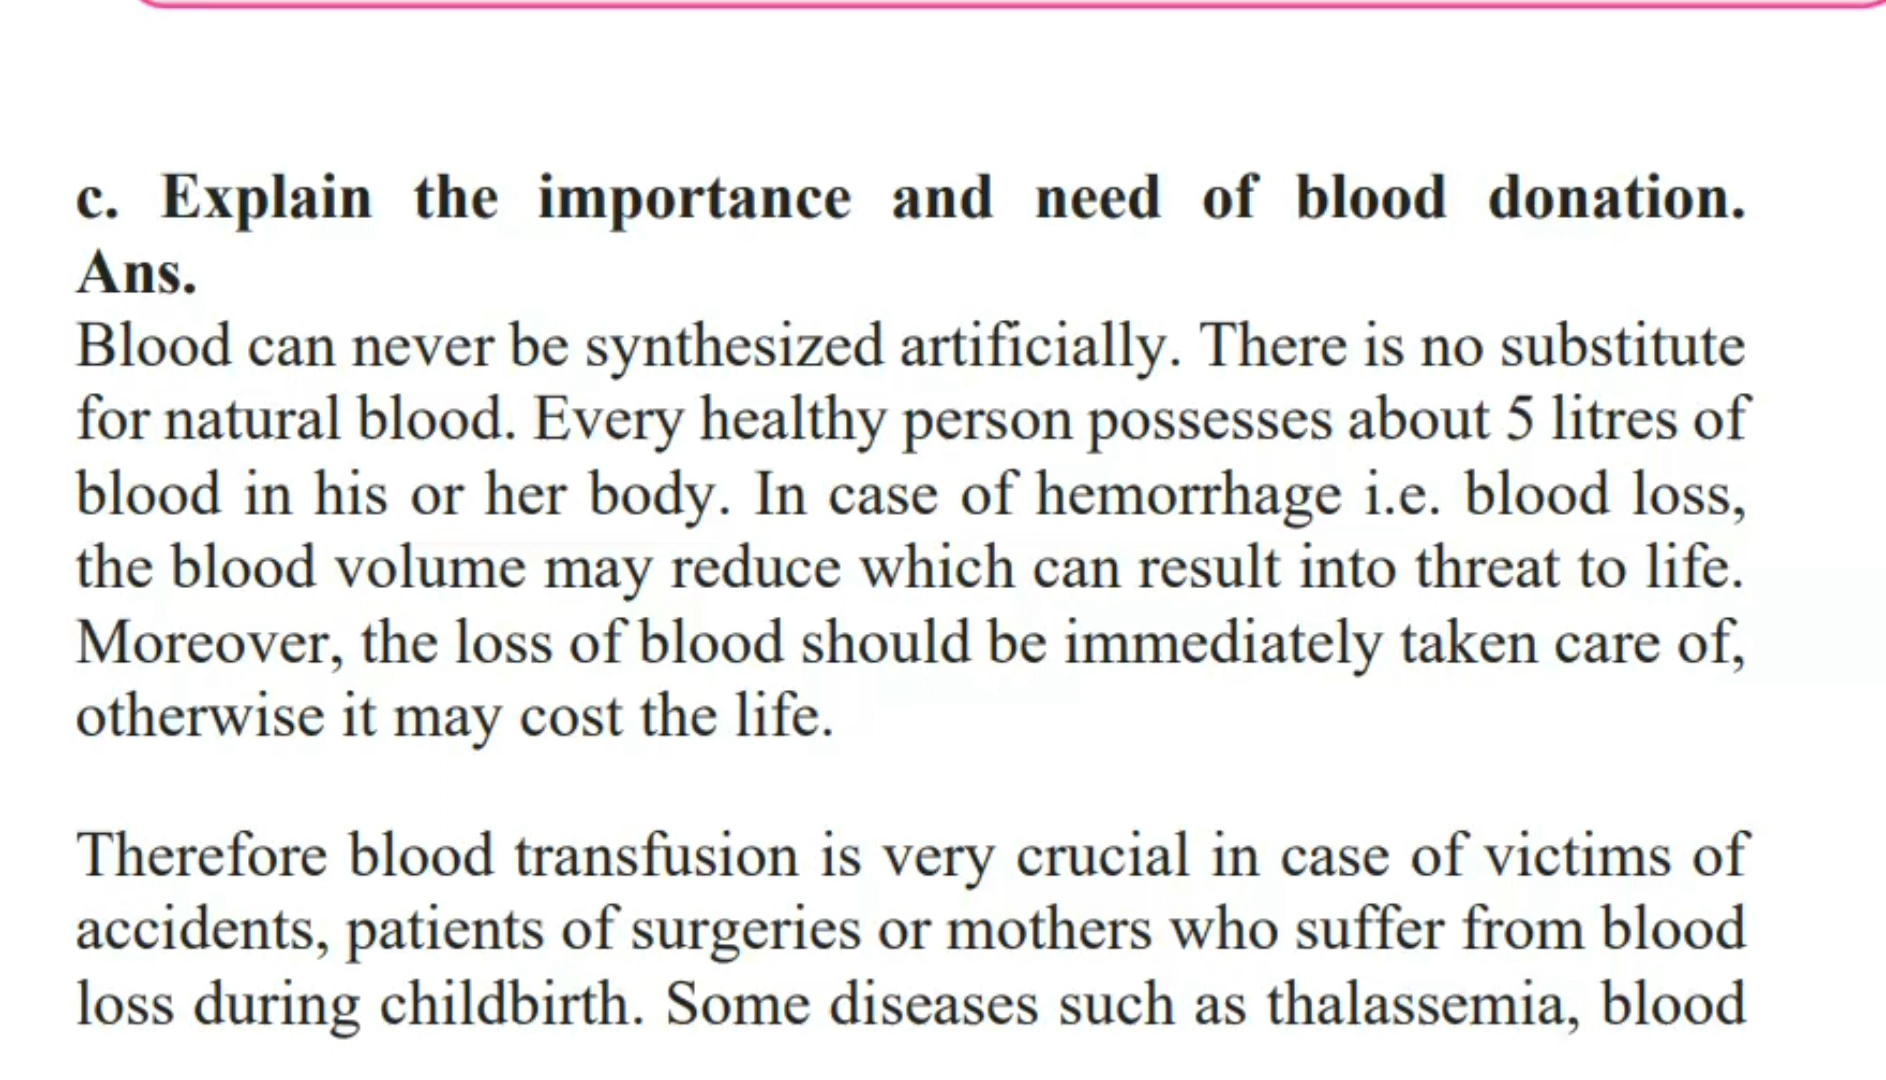 c. Explain the importance and need of blood donation.
Ans.
Blood can never be synthesized artificially. There is no substitute
for natural blood. Every healthy person possesses about 5 litres of
blood in his or her body. In case of hemorrhage i.e. blood loss,
the blood volume may reduce which can result into threat to life.
Moreover, the loss of blood should be immediately taken care of,
otherwise it may cost the life.
Therefore blood transfusion is very crucial in case of victims of
accidents, patients of surgeries or mothers who suffer from blood
loss during childbirth. Some diseases such as thalassemia, blood